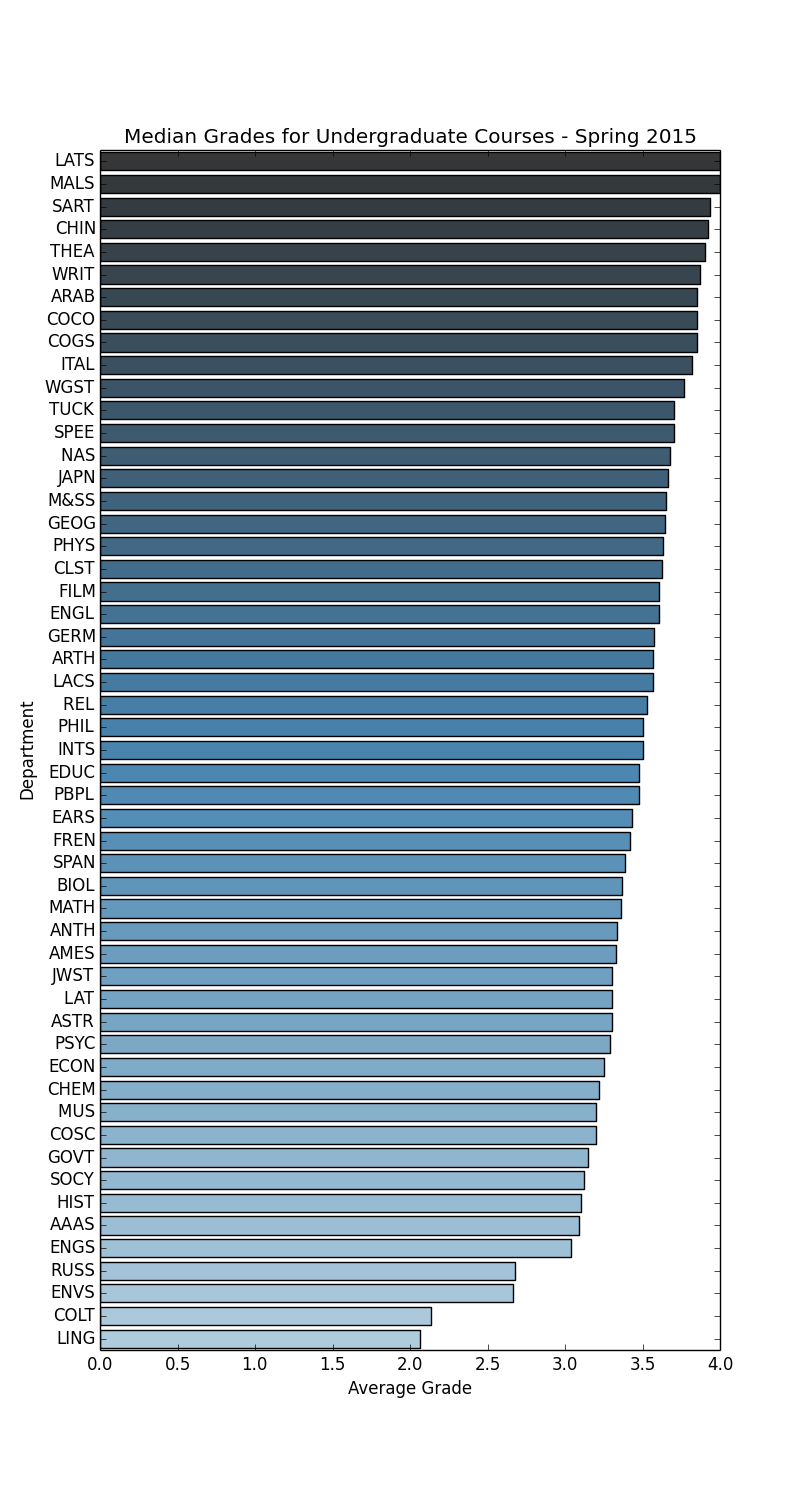 Median Grades for Undergraduate Courses - Spring 2015
LATS
MALS
SART
CHIN
THEA
WRIT
ARAB
COCO
COGS
ITAL
WGST
TUCK
SPEE
NAS
JAPN
M&SS
GEOG
PHYS
CLST
FILM
ENGL
GERM
ARTH
LACS
REL
PHIL
INTS
EDUC
PBPL
EARS
FREN
SPAN
BIOL
MATH
ANTH
AMES
JWST
LAT
ASTR
PSYC
ECON
CHEM
MUS
COSC
GOVT
SOCY
HIST
AAAS
ENGS
RUSS
ENVS
COLT
LING
Department
0.0 0.5 1.0 1.5 2.0 2.5 3.0 3.5 4.0
Average Grade